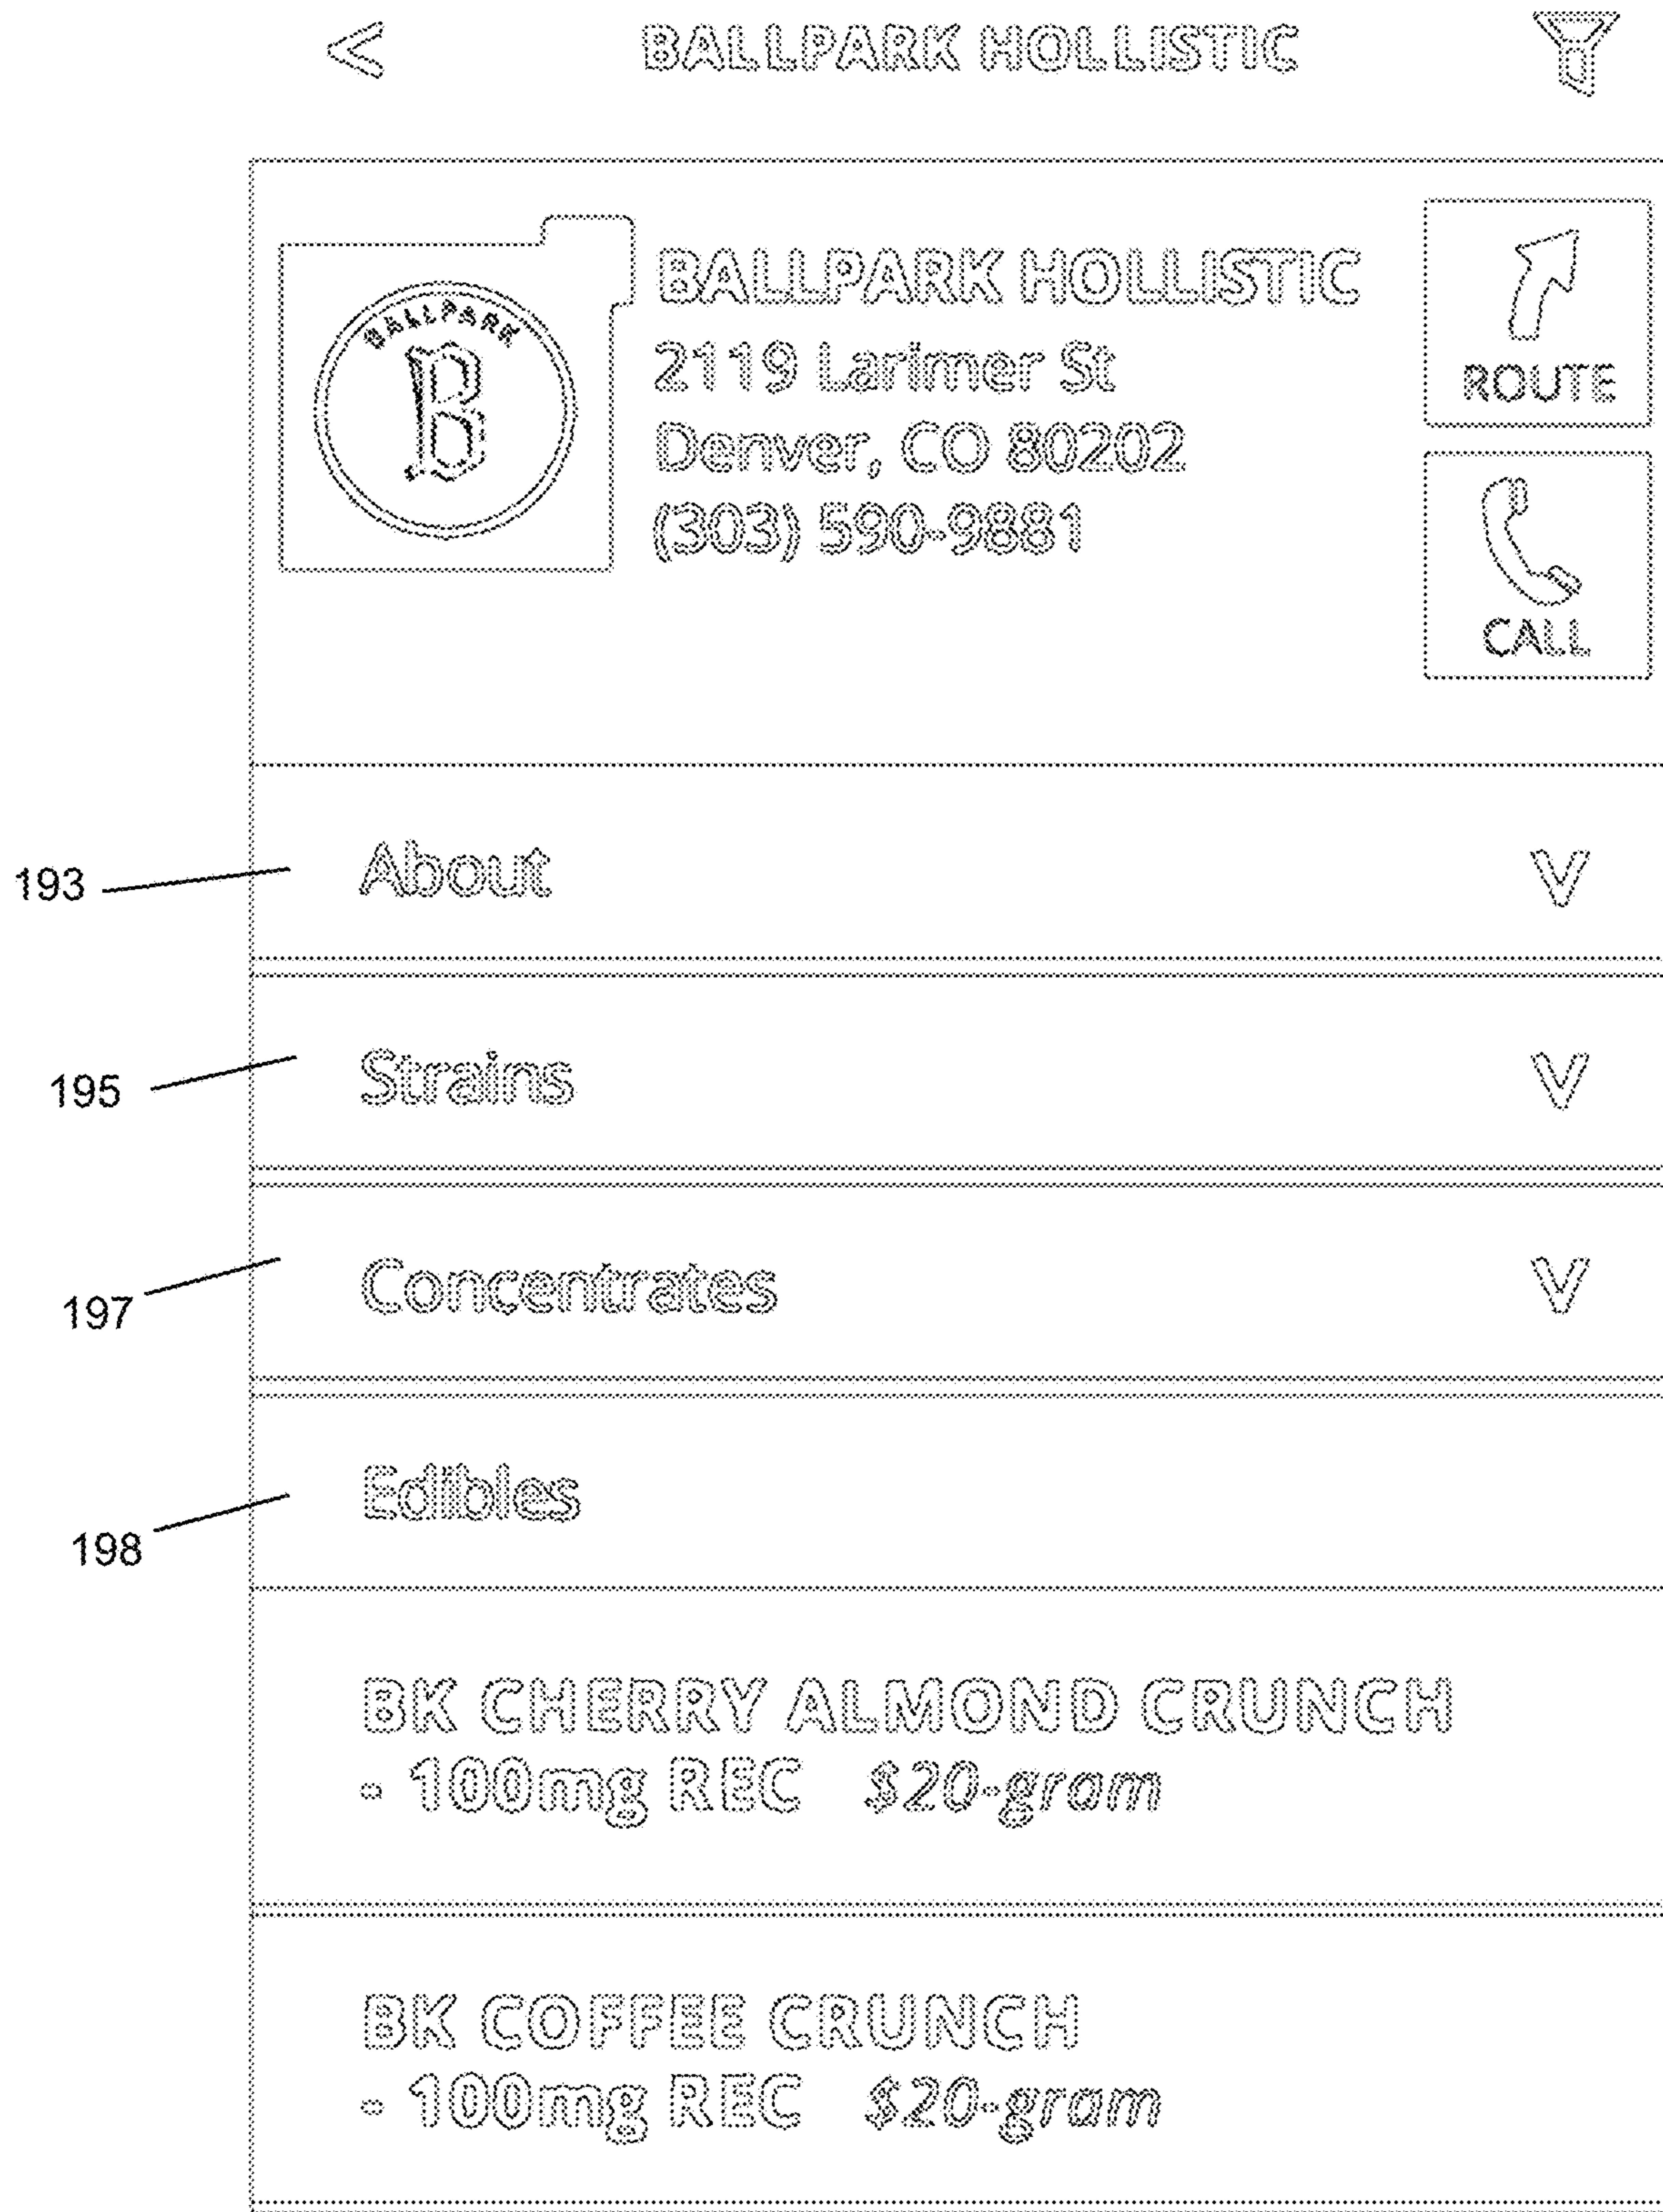 < BALLPARK HOLLISTIC
BALLPARK
B
BALLPARK HOLLISTIC
2119 Larimer St
Denver, CO 80202
(303) 590-9881
ROUTE
CALL
193 About
195 Strains
197 Concentrates
198 Edibles
BK CHERRY ALMOND CRUNCH
- 100mg REC $20-gram
BK COFFEE CRUNCH
- 100mg REC $20-gram